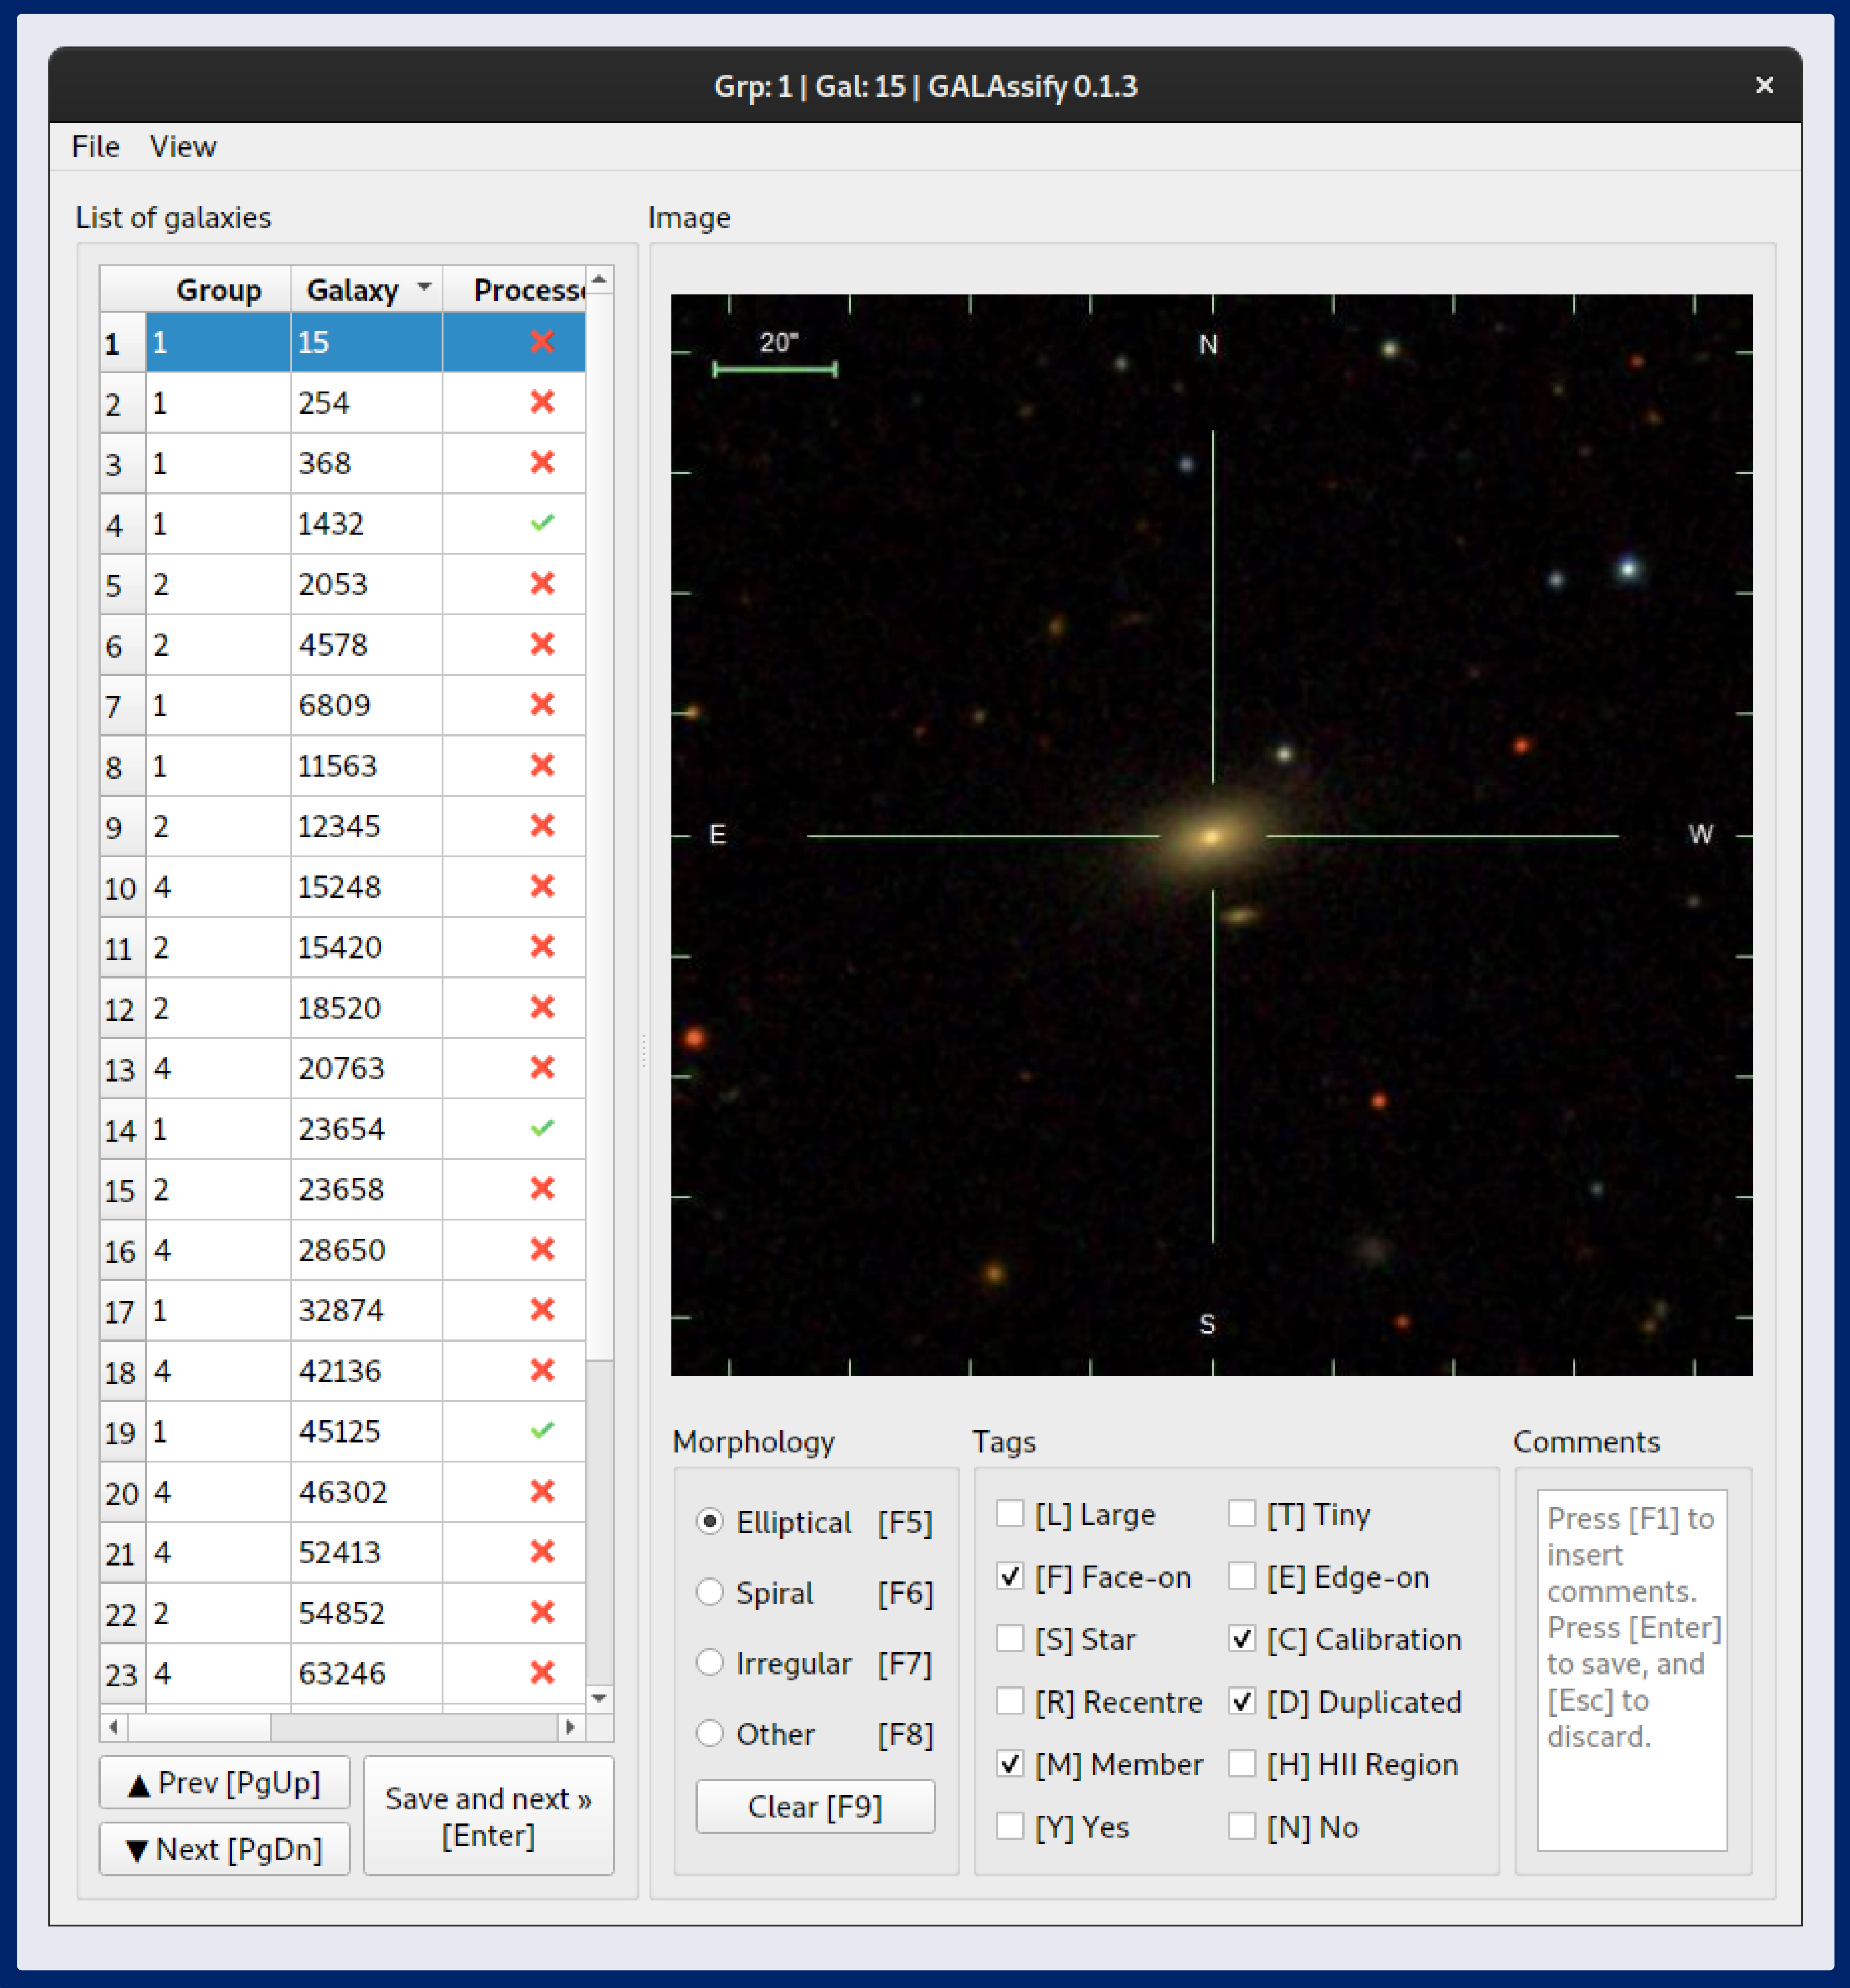 Grp: 1 | Gal: 15 | GALAssify 0.1.3
File View
List of galaxies
Group Galaxy Process
1 1 15
2 1 254
3 1 368
4 1 1432
5 2 2053
6 2 4578
7 1 6809
8 1 11563
9 2 12345
10 4 15248
11 2 15420
12 2 18520
13 4 20763
14 1 23654
15 2 23658
16 4 28650
17 1 32874
18 4 42136
19 1 45125
20 4 46302
21 4 52413
22 2 54852
23 4 63246
▲ Prev [PgUp]
▼ Next [PgDn]
Save and next »
[Enter]
Image
20"
N
E
W
S
Morphology
Elliptical [F5]
Spiral [F6]
Irregular [F7]
Other [F8]
Clear [F9]
Tags
[L] Large [T] Tiny
[F] Face-on [E] Edge-on
[S] Star [C] Calibration
[R] Recentre [D] Duplicated
[M] Member [H] HII Region
[Y] Yes [N] No
Comments
Press [F1] to
insert
comments.
Press [Enter]
to save, and
[Esc] to
discard.